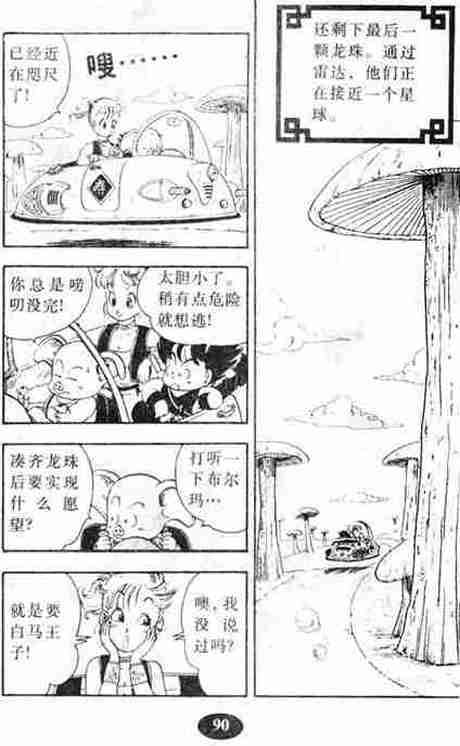 还剩下最后一
颗龙珠。通过
雷达，他们正
在接近一个星
球。
嗖……
已经近
在咫尺
了！
太胆小了。
稍有点危险
就想逃！
你总是唠
叨没完！
打听一
下布尔
玛…
凑齐龙珠
后要实现
什么愿
望？
噢，我
没说
过吗？
就是要
白马王
子！
90